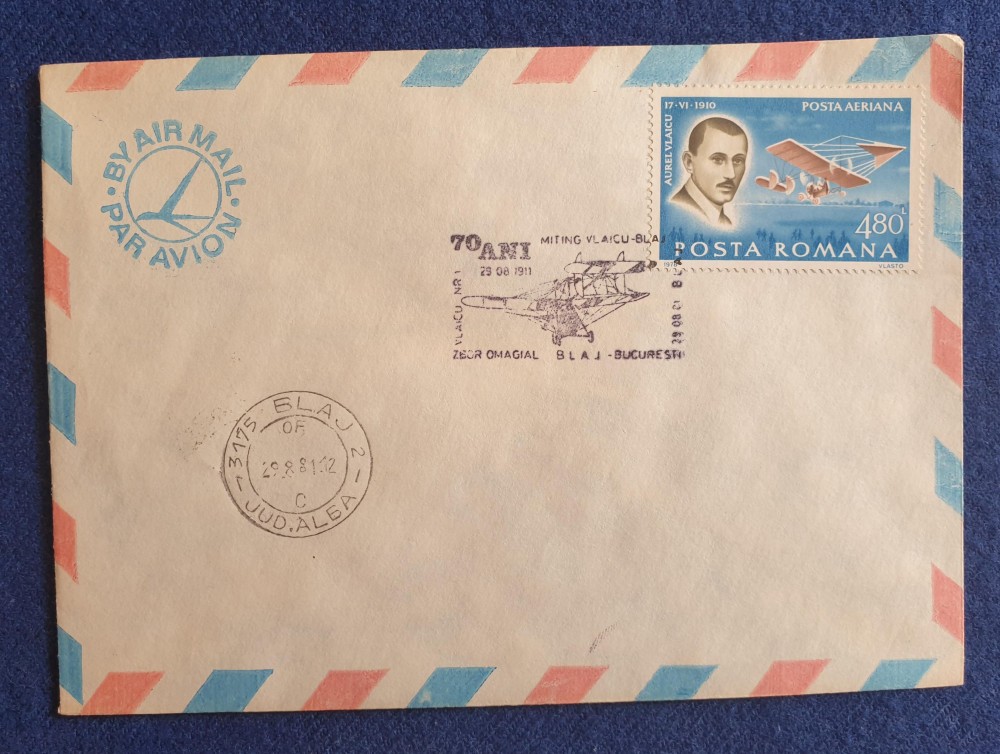 BY AIR MAIL
PAR AVION
17·VI·1910 POSTA AERIANA
AUREL VLAICU
480L
POSTA ROMANA
VLASTO
70 ANI MITING VLAICU-BLAJ
29 08 1911
VLAICU NR 1
29 08 81 BLAJ
ZBOR OMAGIAL BLAJ - BUCURESTI
3175 BLAJ 2
OF
29.8.81.12
C
JUD. ALBA